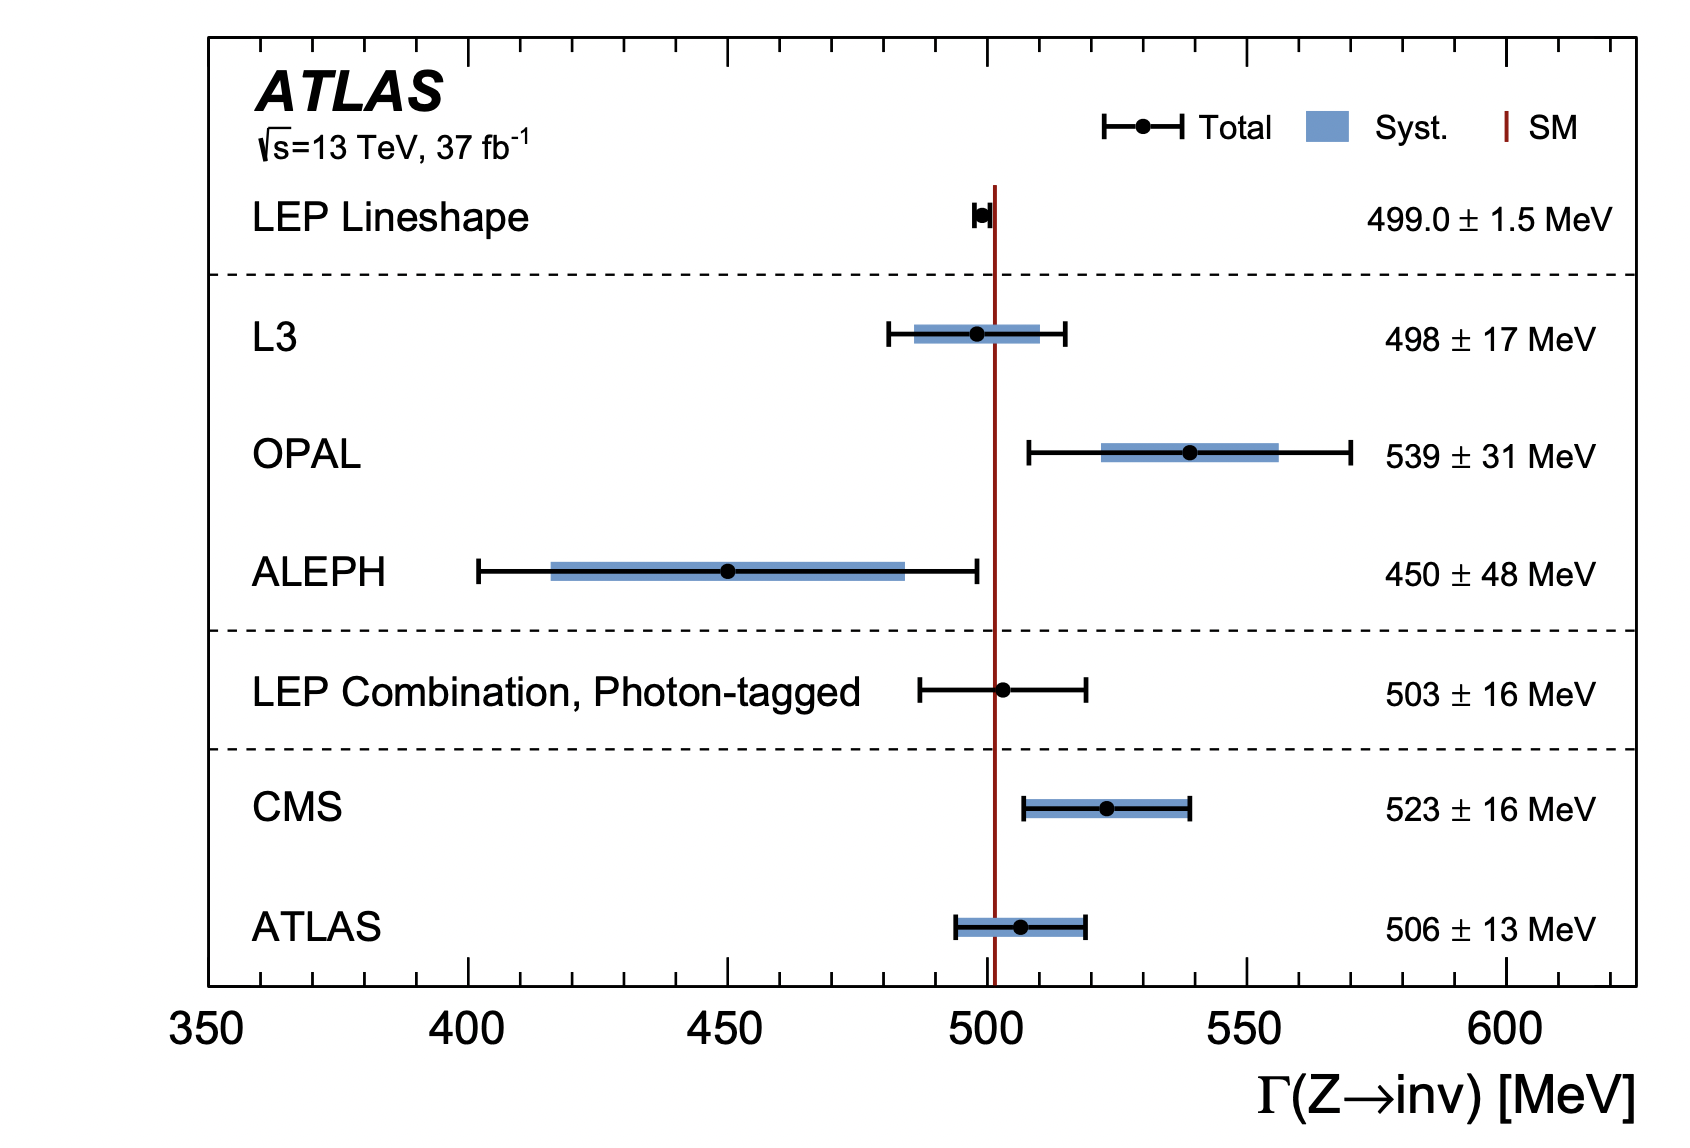 ATLAS
√s=13 TeV, 37 fb⁻¹
Total Syst. SM
LEP Lineshape 499.0 ± 1.5 MeV
L3 498 ± 17 MeV
OPAL 539 ± 31 MeV
ALEPH 450 ± 48 MeV
LEP Combination, Photon-tagged 503 ± 16 MeV
CMS 523 ± 16 MeV
ATLAS 506 ± 13 MeV
350 400 450 500 550 600
Γ(Z→inv) [MeV]